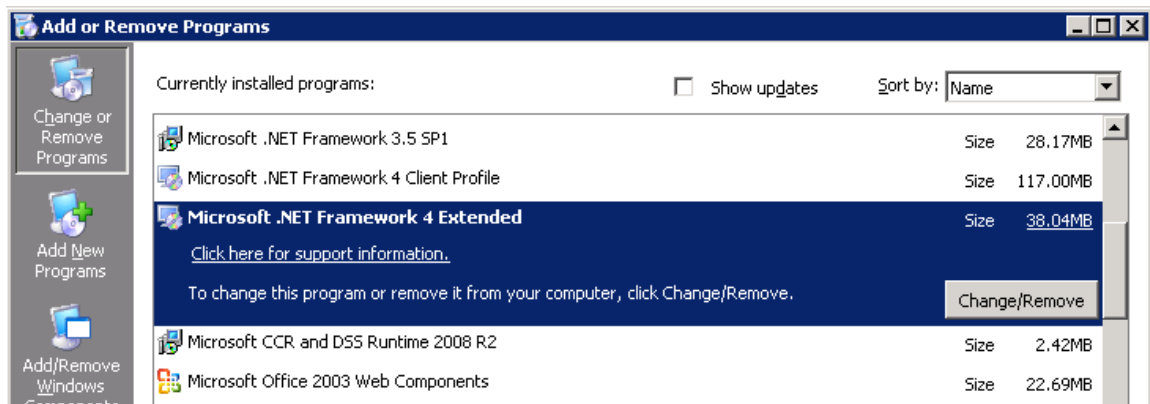 Add or Remove Programs
Change or
Remove
Programs
Add New
Programs
Add/Remove
Windows
Components
Currently installed programs:
Show updates
Sort by:
Name
Microsoft .NET Framework 3.5 SP1
Size
28.17MB
Microsoft .NET Framework 4 Client Profile
Size
117.00MB
Microsoft .NET Framework 4 Extended
Size
38.04MB
Click here for support information.
To change this program or remove it from your computer, click Change/Remove.
Change/Remove
Microsoft CCR and DSS Runtime 2008 R2
Size
2.42MB
Microsoft Office 2003 Web Components
Size
22.69MB